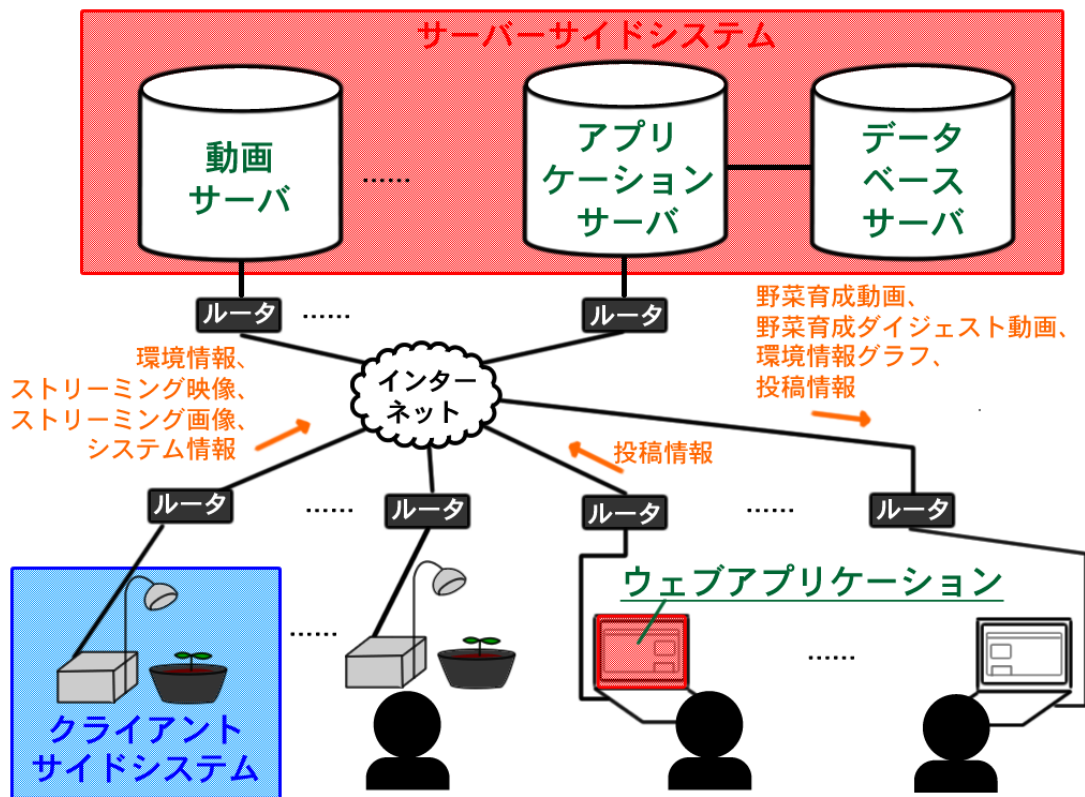 サーバーサイドシステム
動画
サーバ
……
アプリ
ケーション
サーバ
データ
ベース
サーバ
ルータ
……
ルータ
野菜育成動画、
野菜育成ダイジェスト動画、
環境情報グラフ、
投稿情報
環境情報、
ストリーミング映像、
ストリーミング画像、
システム情報
インター
ネット
投稿情報
ルータ
……
ルータ
ルータ
……
ルータ
ウェブアプリケーション
……
……
クライアント
サイドシステム